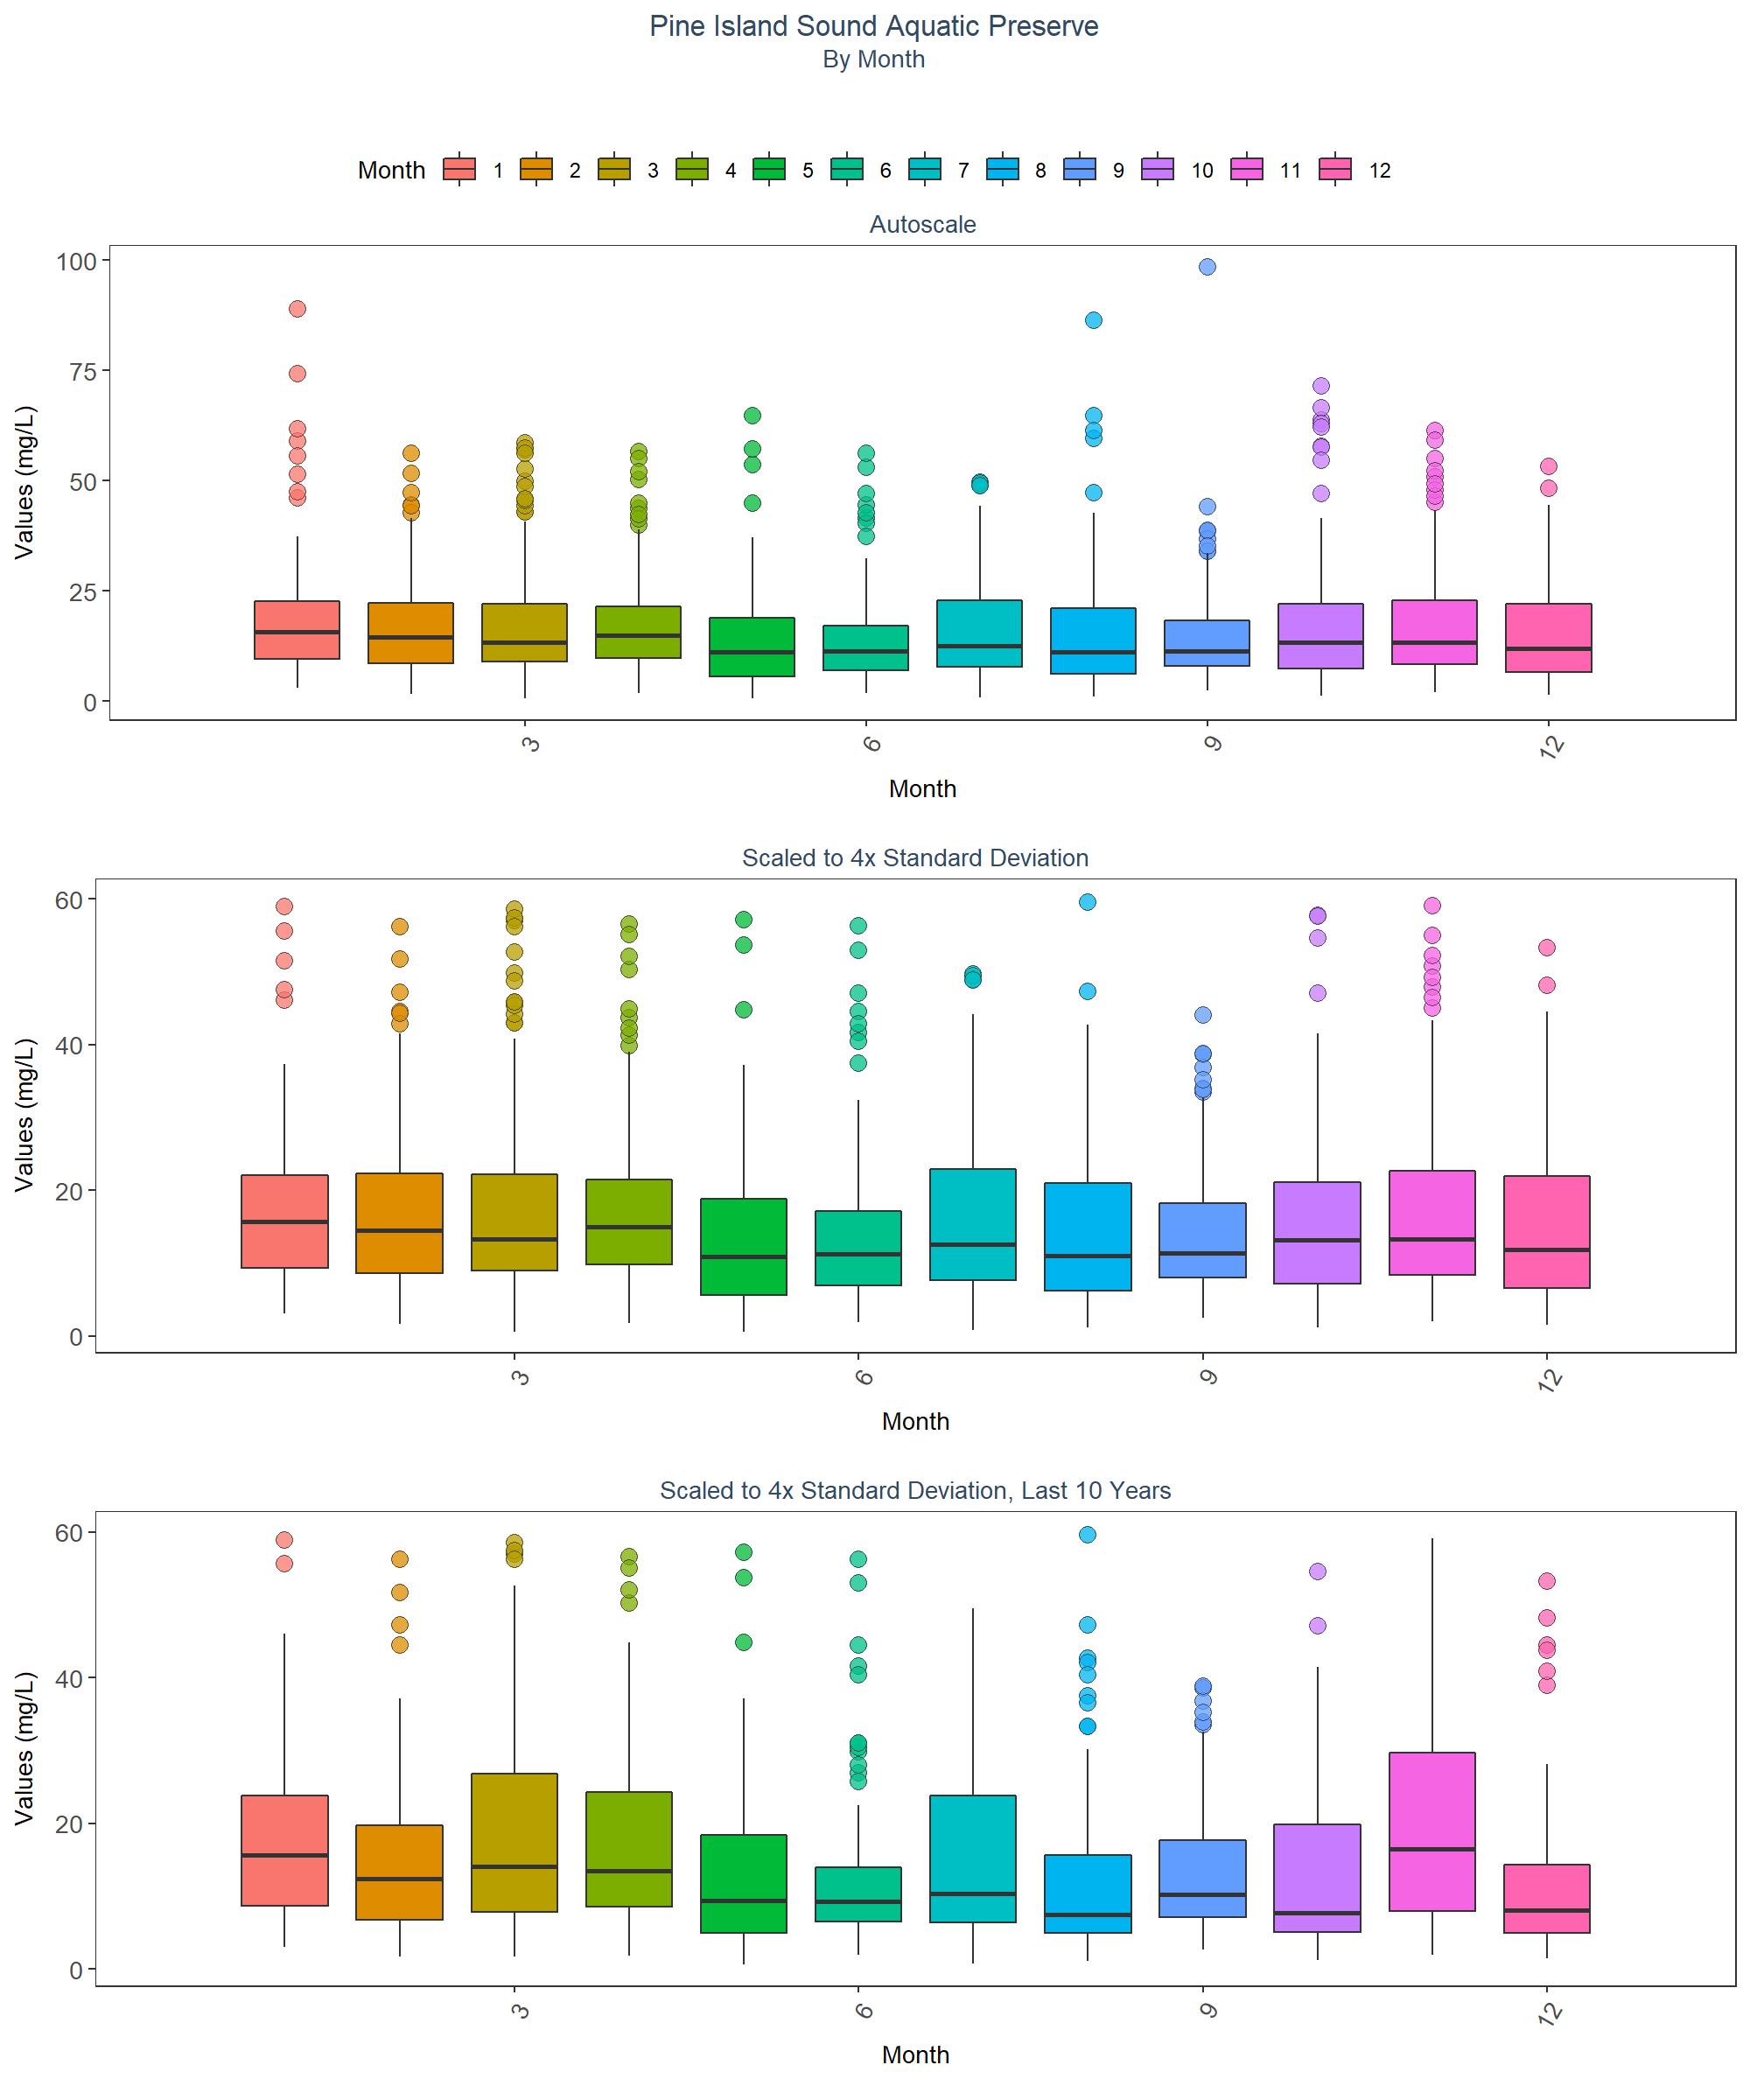 Pine Island Sound Aquatic Preserve
By Month
Month 1 2 3 4 5 6 7 8 9 10 11 12
Autoscale
100
75
50
25
0
Values (mg/L)
3 6 9 12
Month
Scaled to 4x Standard Deviation
60
40
20
0
Values (mg/L)
3 6 9 12
Month
Scaled to 4x Standard Deviation, Last 10 Years
60
40
20
0
Values (mg/L)
3 6 9 12
Month